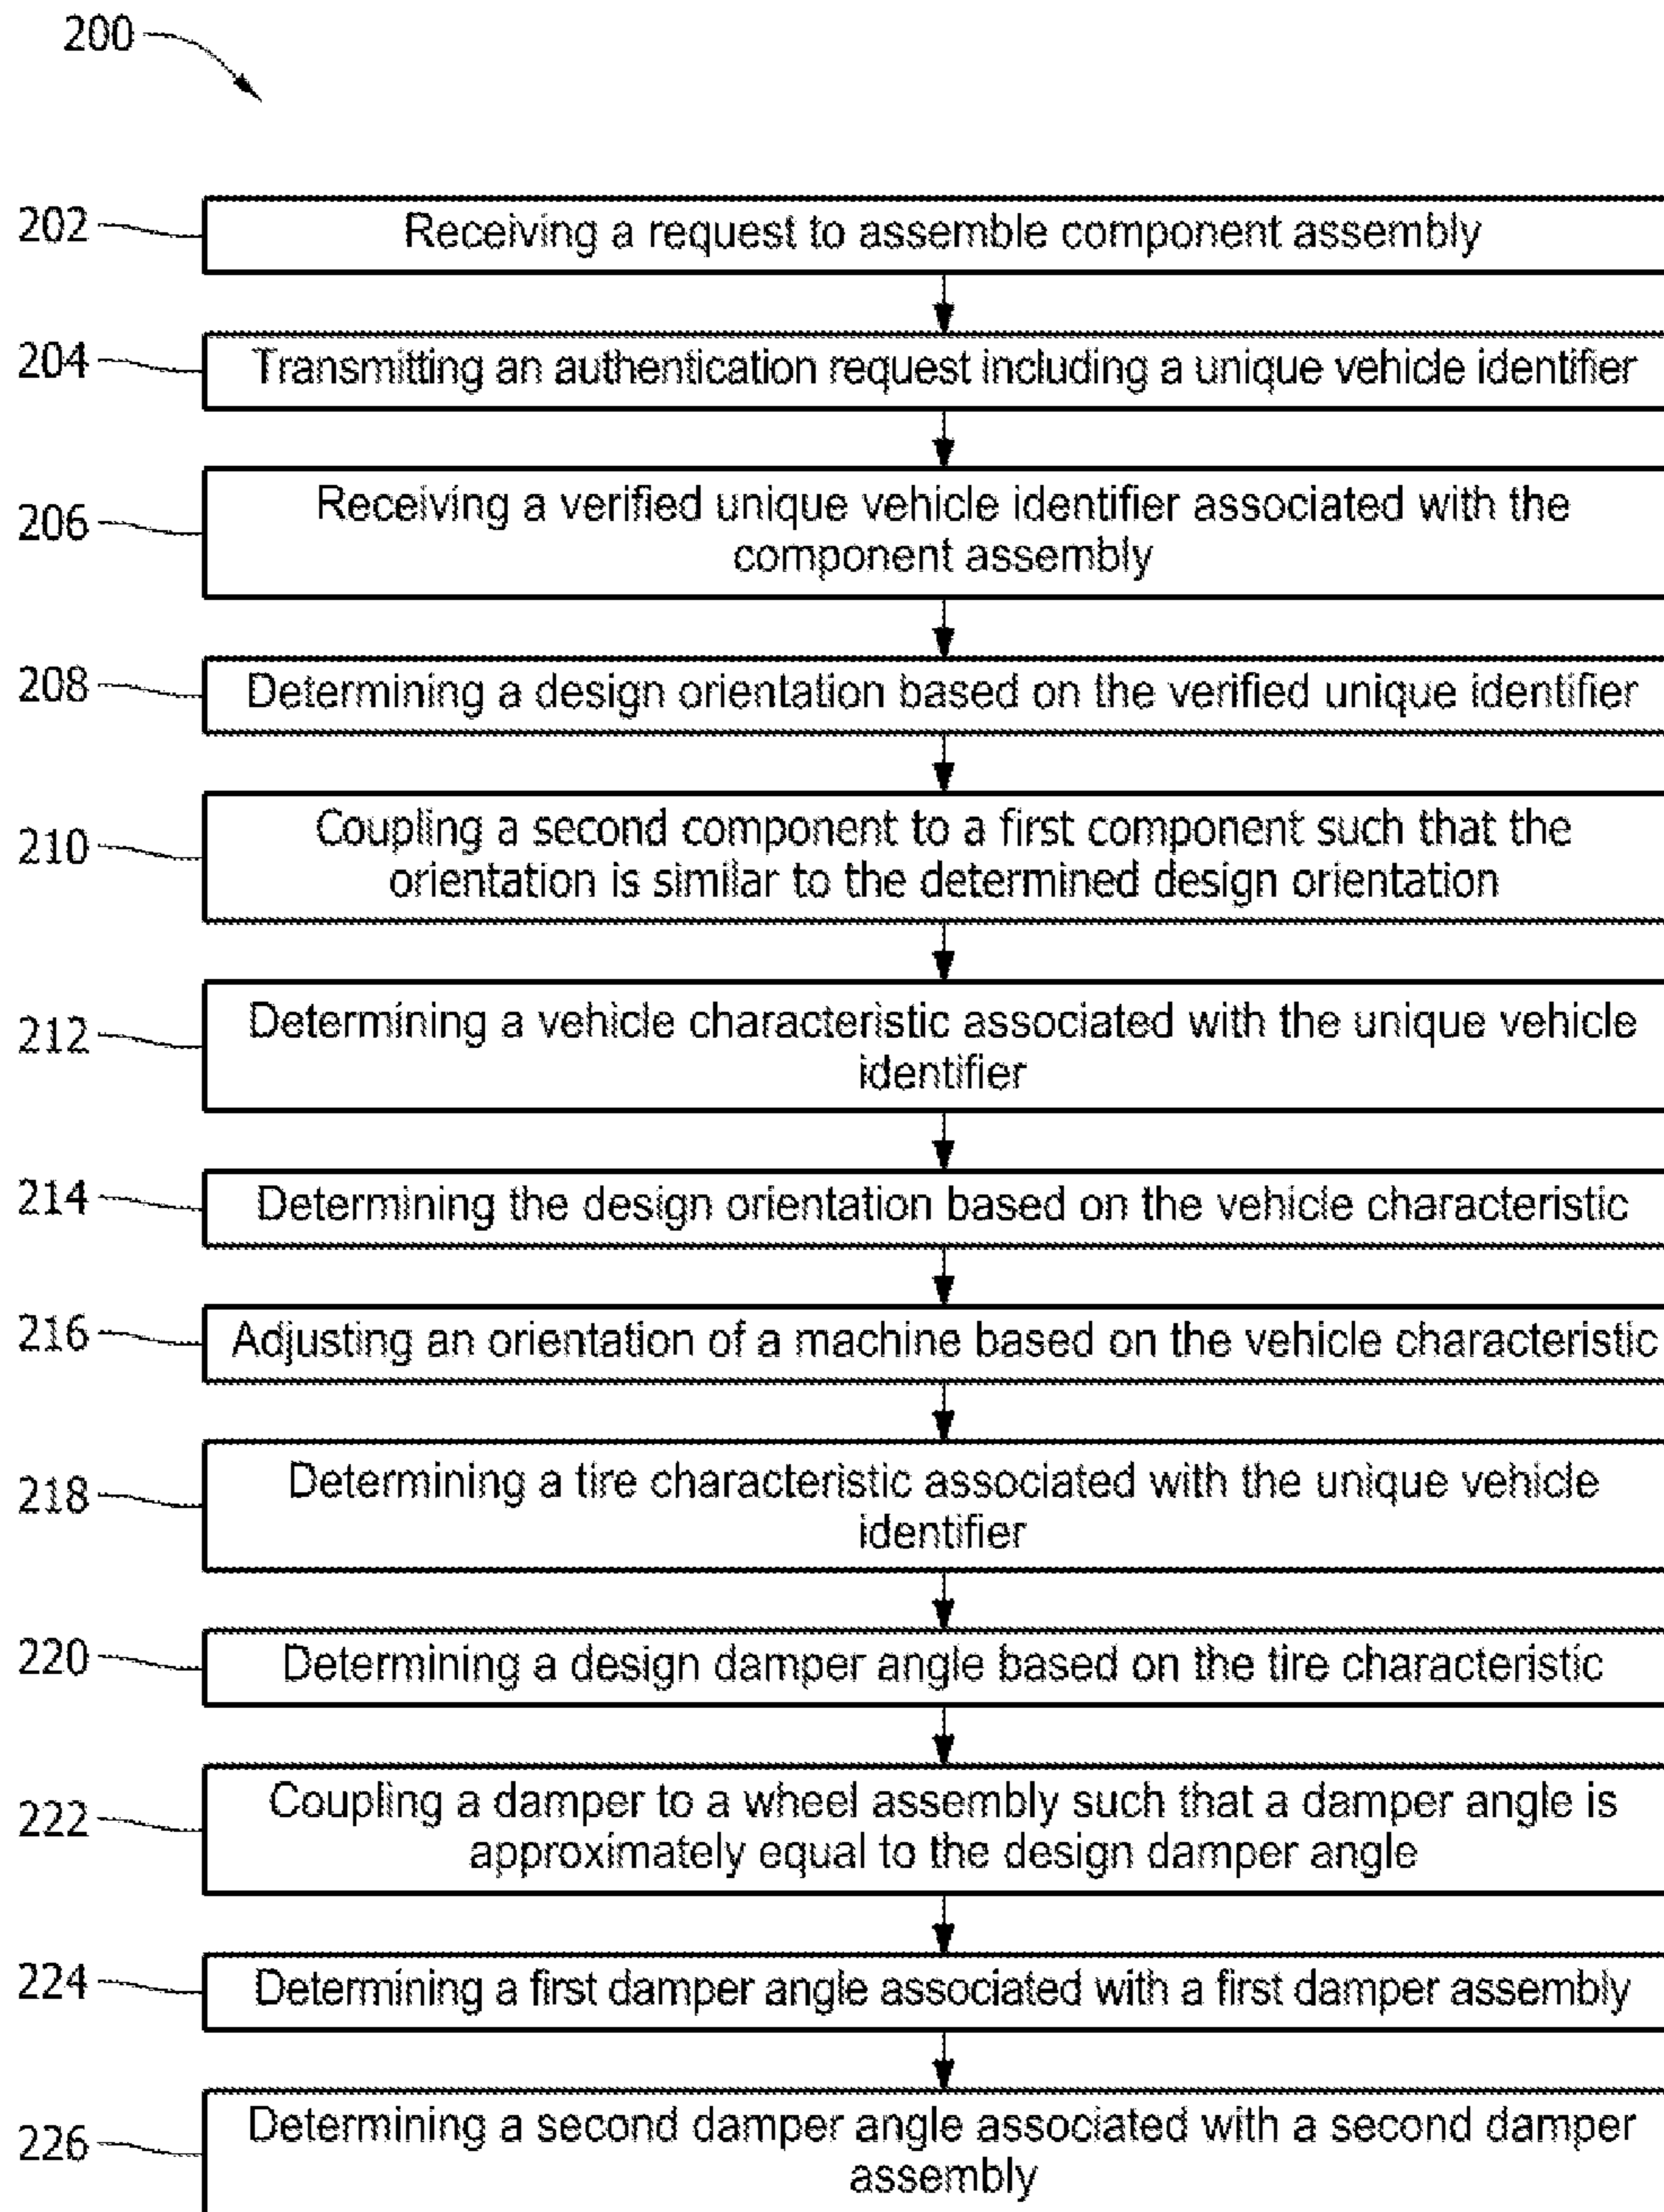 200
202 Receiving a request to assemble component assembly
204 Transmitting an authentication request including a unique vehicle identifier
206 Receiving a verified unique vehicle identifier associated with the
component assembly
208 Determining a design orientation based on the verified unique identifier
210 Coupling a second component to a first component such that the
orientation is similar to the determined design orientation
212 Determining a vehicle characteristic associated with the unique vehicle
identifier
214 Determining the design orientation based on the vehicle characteristic
216 Adjusting an orientation of a machine based on the vehicle characteristic
218 Determining a tire characteristic associated with the unique vehicle
identifier
220 Determining a design damper angle based on the tire characteristic
222 Coupling a damper to a wheel assembly such that a damper angle is
approximately equal to the design damper angle
224 Determining a first damper angle associated with a first damper assembly
226 Determining a second damper angle associated with a second damper
assembly